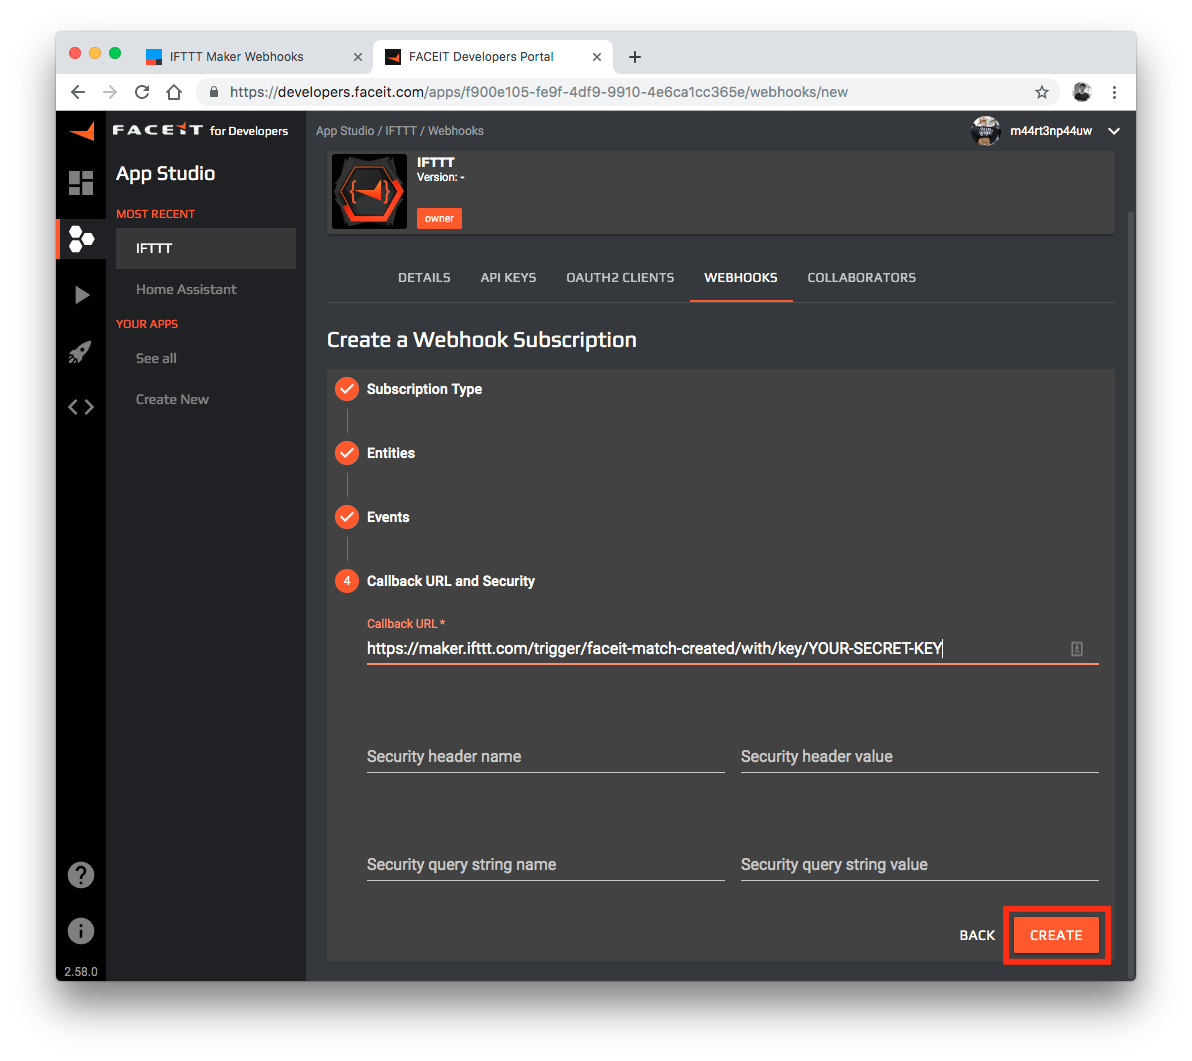 IFTTT Maker Webhooks
FACEIT Developers Portal
https://developers.faceit.com/apps/f900e105-fe9f-4df9-9910-4e6ca1cc365e/webhooks/new
FACEIT for Developers
App Studio / IFTTT / Webhooks
m44rt3np44uw
App Studio
MOST RECENT
IFTTT
Home Assistant
YOUR APPS
See all
Create New
2.58.0
IFTTT
Version: -
owner
DETAILS
API KEYS
OAUTH2 CLIENTS
WEBHOOKS
COLLABORATORS
Create a Webhook Subscription
Subscription Type
Entities
Events
4 Callback URL and Security
Callback URL *
https://maker.ifttt.com/trigger/faceit-match-created/with/key/YOUR-SECRET-KEY
Security header name
Security header value
Security query string name
Security query string value
BACK
CREATE